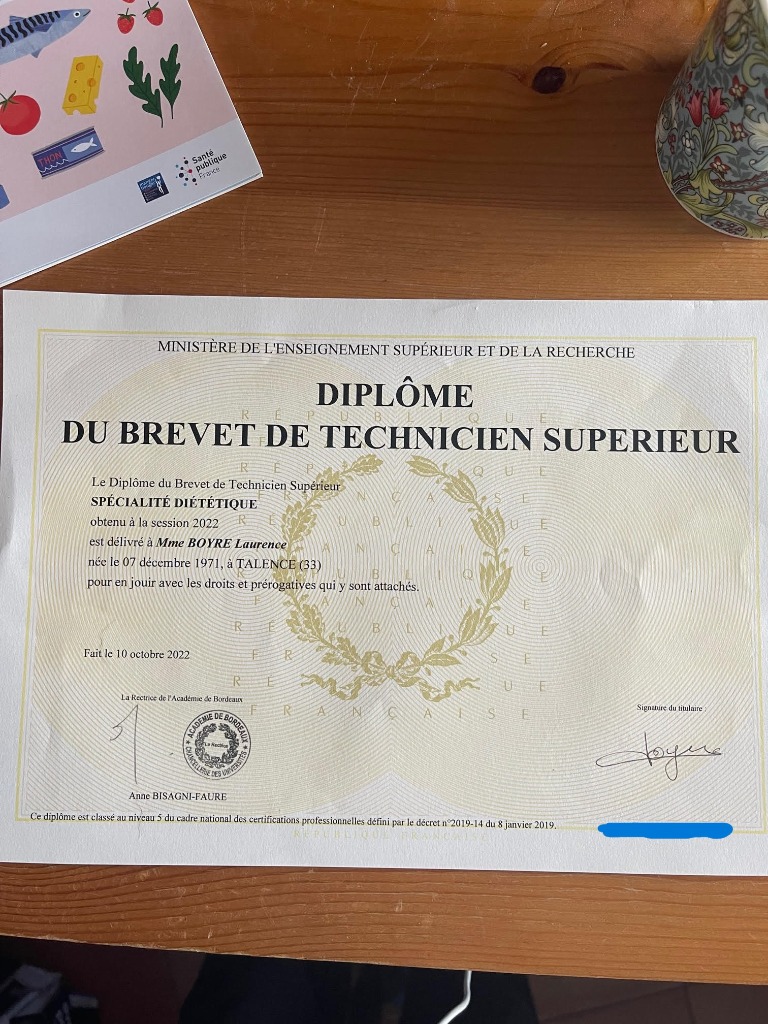 THON
Santé
publique
France
MINISTÈRE DE L'ENSEIGNEMENT SUPÉRIEUR ET DE LA RECHERCHE
DIPLÔME
DU BREVET DE TECHNICIEN SUPERIEUR
Le Diplôme du Brevet de Technicien Supérieur
SPÉCIALITÉ DIÉTÉTIQUE
obtenu à la session 2022
est délivré à Mme BOYRE Laurence
née le 07 décembre 1971, à TALENCE (33)
pour en jouir avec les droits et prérogatives qui y sont attachés.
RÉPUBLIQUE
FRANÇAISE
Fait le 10 octobre 2022
La Rectrice de l'Académie de Bordeaux
Signature du titulaire :
ACADÉMIE DE BORDEAUX
La Rectrice
CHANCELLERIE DES UNIVERSITÉS
Boyre
Anne BISAGNI-FAURE
Ce diplôme est classé au niveau 5 du cadre national des certifications professionnelles défini par le décret n°2019-14 du 8 janvier 2019.